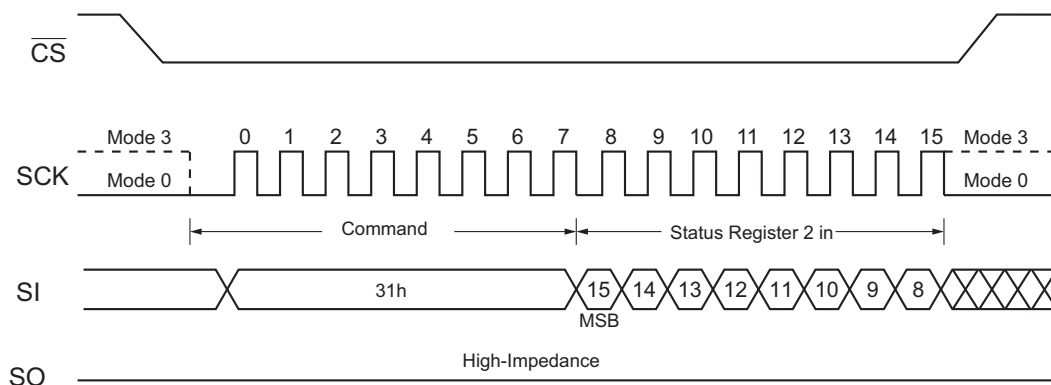 CS
Mode 3 0 1 2 3 4 5 6 7 8 9 10 11 12 13 14 15 Mode 3
SCK
Mode 0 Mode 0
Command Status Register 2 in
SI 31h 15 14 13 12 11 10 9 8
MSB
High-Impedance
SO